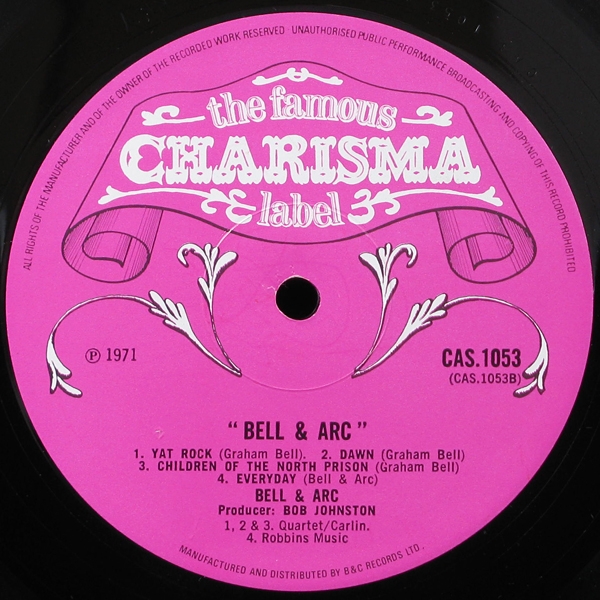 ALL RIGHTS OF THE MANUFACTURER AND OF THE OWNER OF THE RECORDED WORK RESERVED  UNAUTHORISED PUBLIC PERFORMANCE BROADCASTING AND COPYING OF THIS RECORD PROHIBITED
the famous
CHARISMA
label
℗ 1971
CAS.1053
(CAS.1053B)
"BELL & ARC"
1. YAT ROCK (Graham Bell). 2. DAWN (Graham Bell)
3. CHILDREN OF THE NORTH PRISON (Graham Bell)
4. EVERYDAY (Bell & Arc)
BELL & ARC
Producer: BOB JOHNSTON
1, 2 & 3. Quartet/Carlin.
4. Robbins Music
MANUFACTURED AND DISTRIBUTED BY B&C RECORDS LTD.